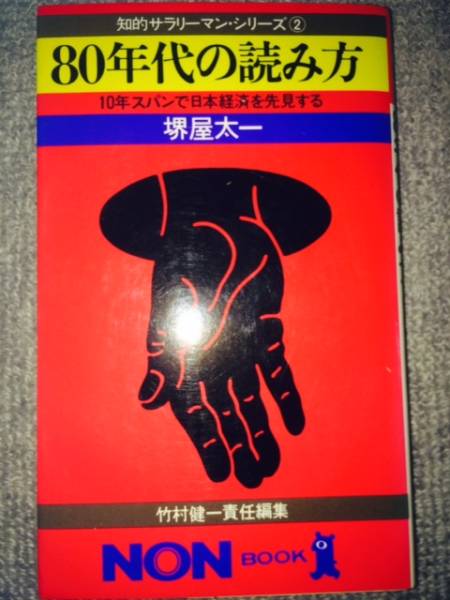 知的サラリーマン・シリーズ②
80年代の読み方
10年スパンで日本経済を先見する
堺屋太一
竹村健一責任編集
NON BOOK